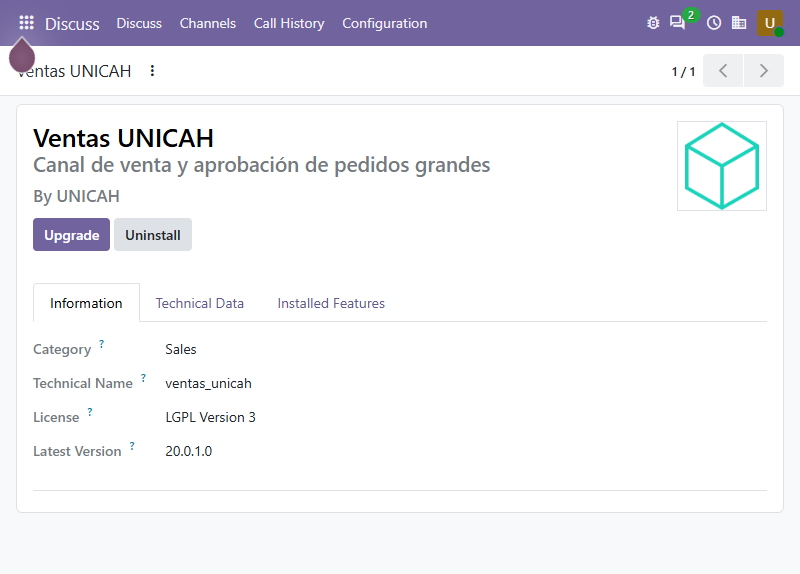 Discuss Discuss Channels Call History Configuration 2 U
Ventas UNICAH 1 / 1
Ventas UNICAH
Canal de venta y aprobación de pedidos grandes
By UNICAH
Upgrade Uninstall
Information Technical Data Installed Features
Category ? Sales
Technical Name ? ventas_unicah
License ? LGPL Version 3
Latest Version ? 20.0.1.0